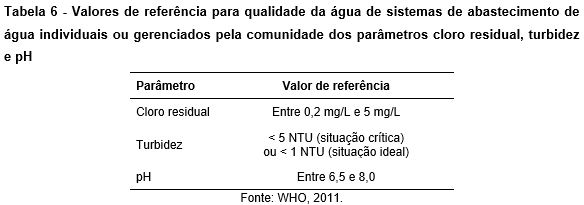 Tabela 6 - Valores de referência para qualidade da água de sistemas de abastecimento de
água individuais ou gerenciados pela comunidade dos parâmetros cloro residual, turbidez
e pH
Parâmetro Valor de referência
Cloro residual Entre 0,2 mg/L e 5 mg/L
Turbidez < 5 NTU (situação crítica)
ou < 1 NTU (situação ideal)
pH Entre 6,5 e 8,0
Fonte: WHO, 2011.